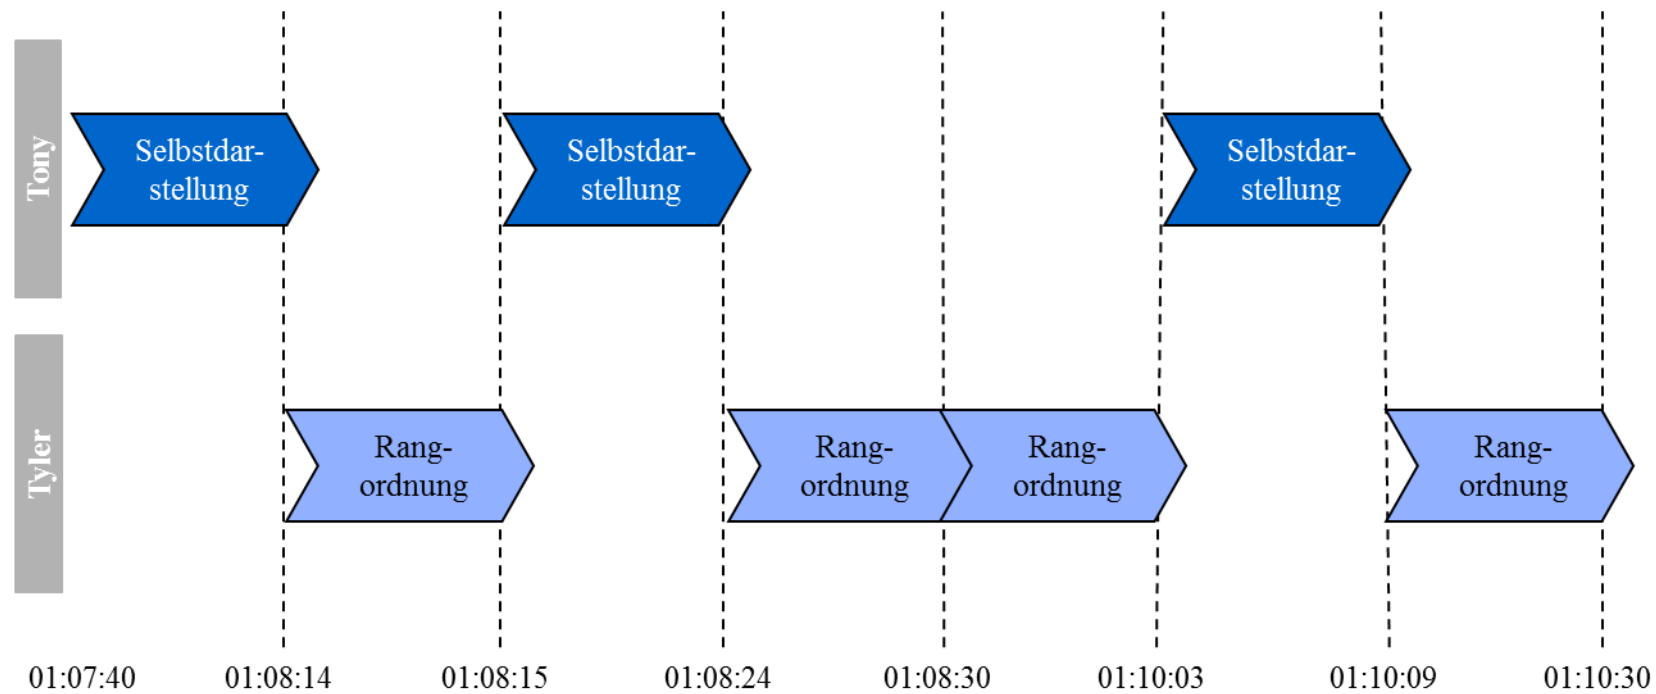 Tony
Selbstdar-
stellung
Selbstdar-
stellung
Selbstdar-
stellung
Tyler
Rang-
ordnung
Rang-
ordnung
Rang-
ordnung
Rang-
ordnung
01:07:40
01:08:14
01:08:15
01:08:24
01:08:30
01:10:03
01:10:09
01:10:30